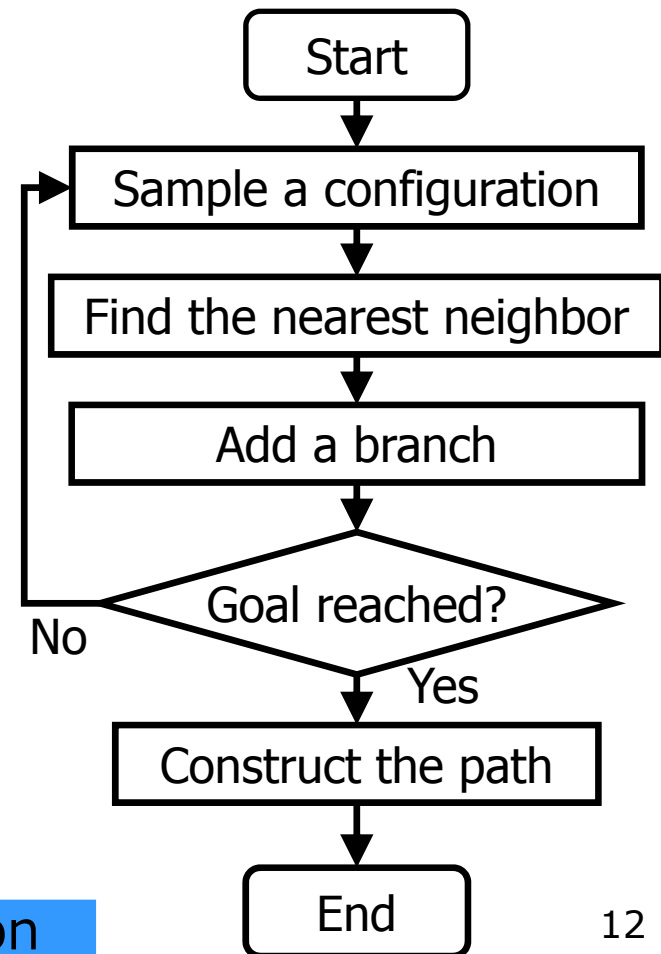 Start
Sample a configuration
Find the nearest neighbor
Add a branch
Goal reached?
No
Yes
Construct the path
End
12